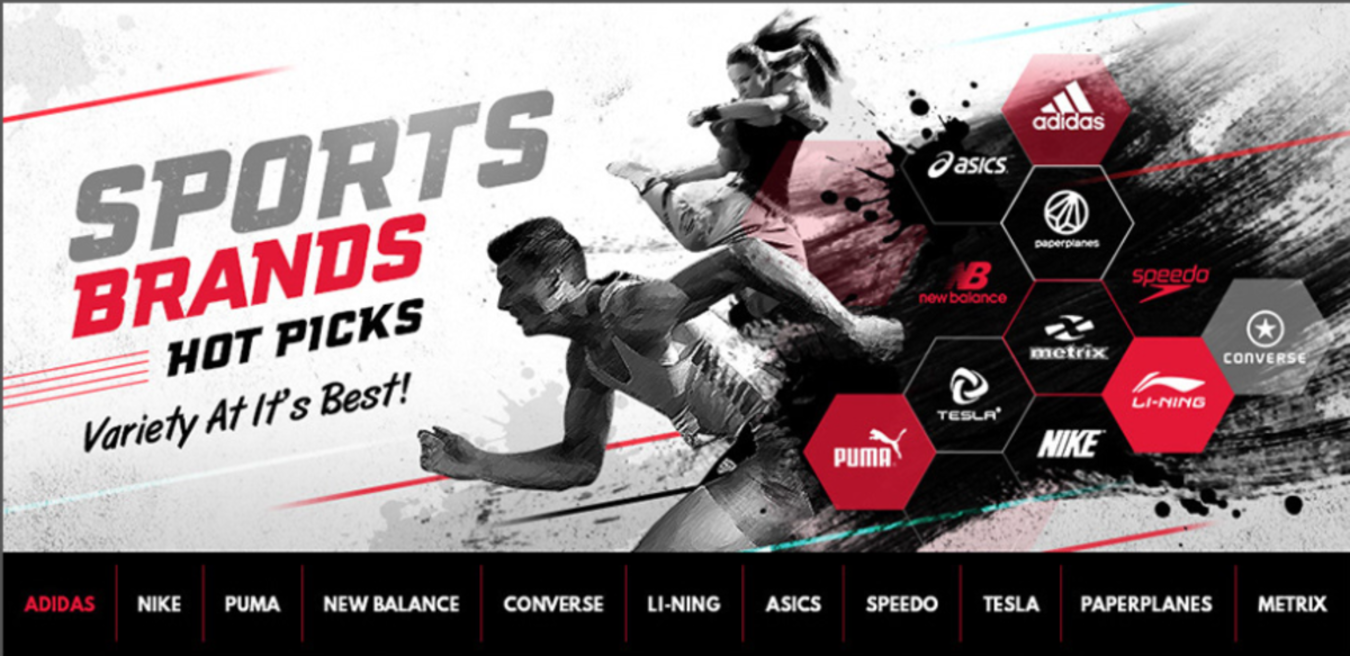 SPORTS
BRANDS
HOT PICKS
Variety At It's Best!
adidas
asics
paperplanes
NB
new balance
speedo
metrix
CONVERSE
TESLA
LI-NING
NIKE
PUMA
ADIDAS
NIKE
PUMA
NEW BALANCE
CONVERSE
LI-NING
ASICS
SPEEDO
TESLA
PAPERPLANES
METRIX